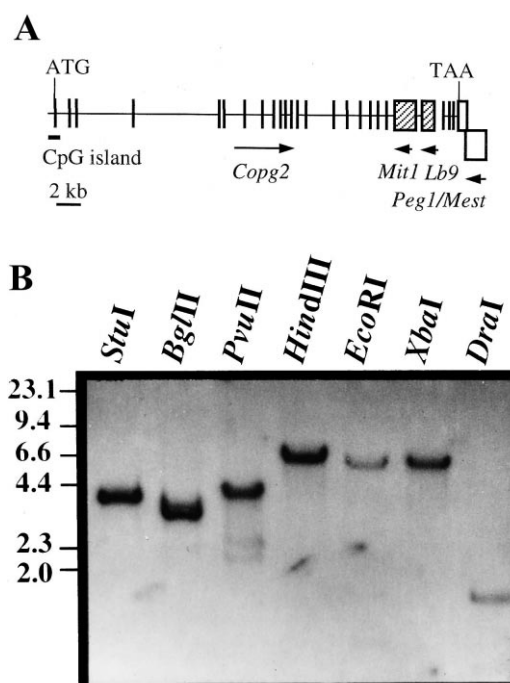 A
ATG
TAA
CpG island
2 kb
Copg2
Mit1 Lb9
Peg1/Mest
B
StuI BglII PvuII HindIII EcoRI XbaI DraI
23.1
9.4
6.6
4.4
2.3
2.0